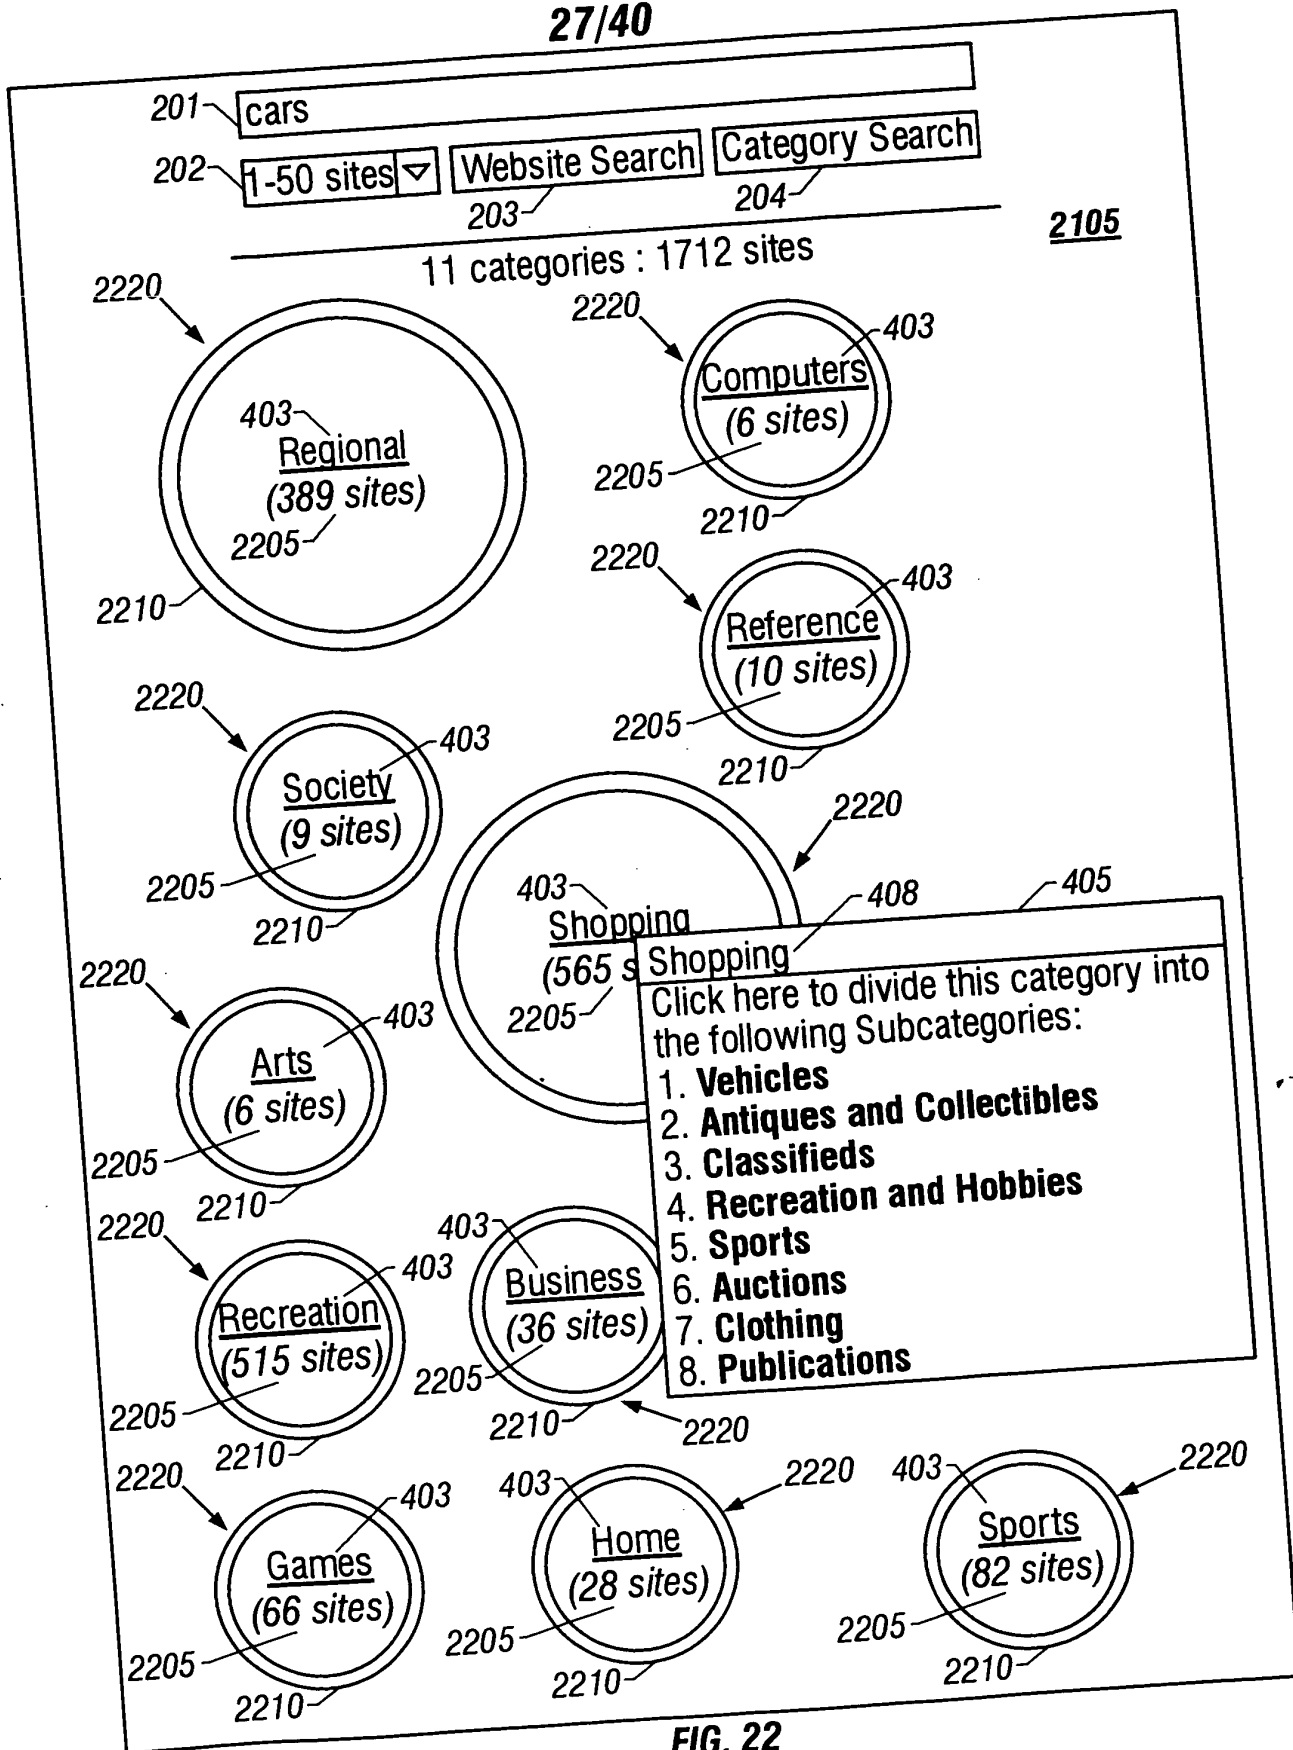 27/40
201
cars
202
1-50 sites
Website Search
Category Search
203
204
2105
11 categories : 1712 sites
2220
403
Regional
(389 sites)
2205
2210
2220
403
Computers
(6 sites)
2205
2210
2220
403
Reference
(10 sites)
2205
2210
2220
403
Society
(9 sites)
2205
2210
2220
403
Shopping
(565 s
2205
408
405
Shopping
Click here to divide this category into
the following Subcategories:
1. Vehicles
2. Antiques and Collectibles
3. Classifieds
4. Recreation and Hobbies
5. Sports
6. Auctions
7. Clothing
8. Publications
2220
403
Arts
(6 sites)
2205
2210
2220
403
Recreation
(515 sites)
2205
2210
403
Business
(36 sites)
2205
2210
2220
2220
403
Games
(66 sites)
2205
2210
403
2220
Home
(28 sites)
2205
2210
403
2220
Sports
(82 sites)
2205
2210
FIG. 22